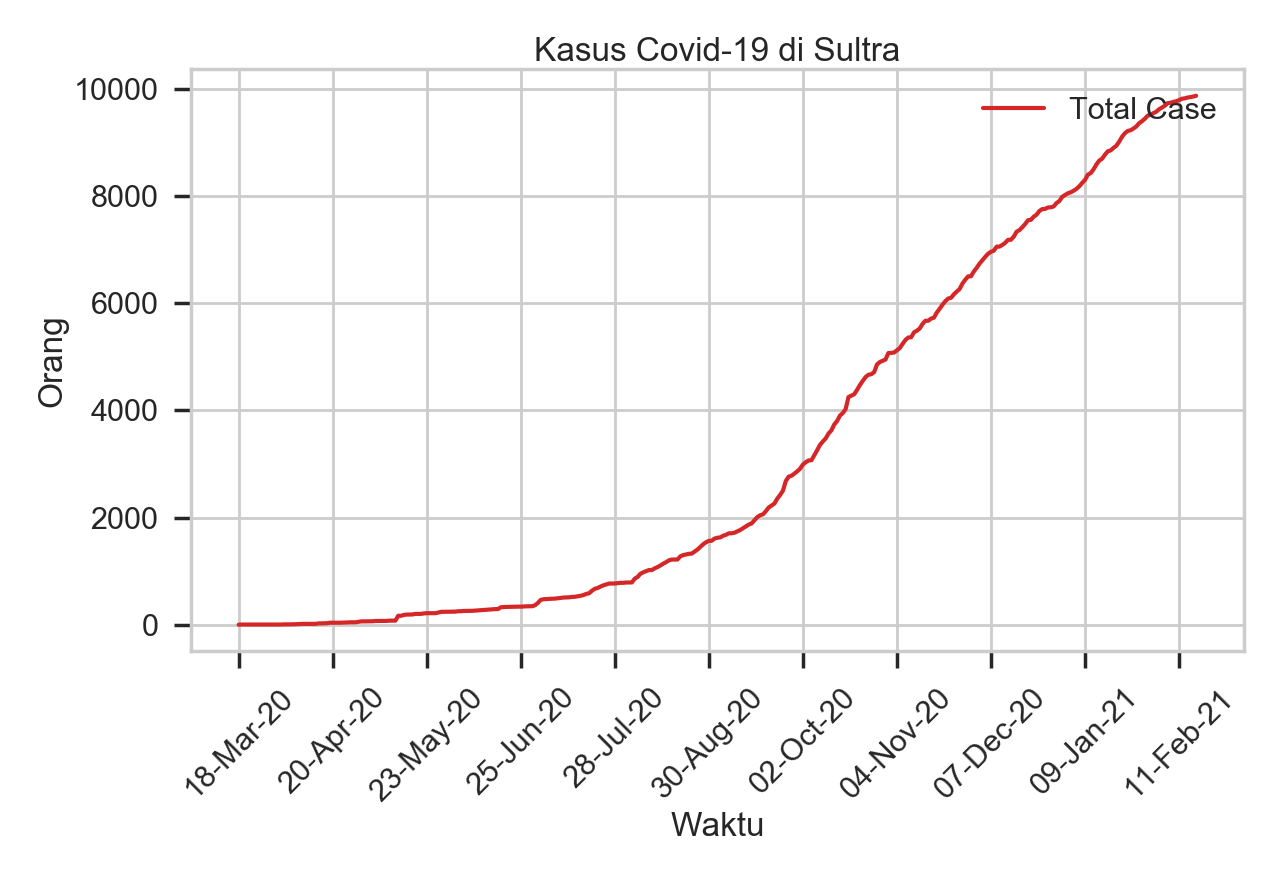 Kasus Covid-19 di Sultra
10000
8000
6000
4000
2000
0
Orang
Total Case
18-Mar-20
20-Apr-20
23-May-20
25-Jun-20
28-Jul-20
30-Aug-20
02-Oct-20
04-Nov-20
07-Dec-20
09-Jan-21
11-Feb-21
Waktu